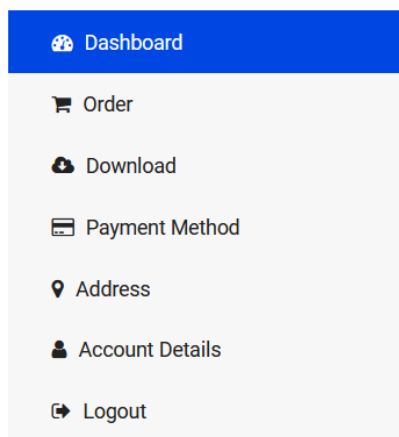 Dashboard
Order
Download
Payment Method
Address
Account Details
Logout